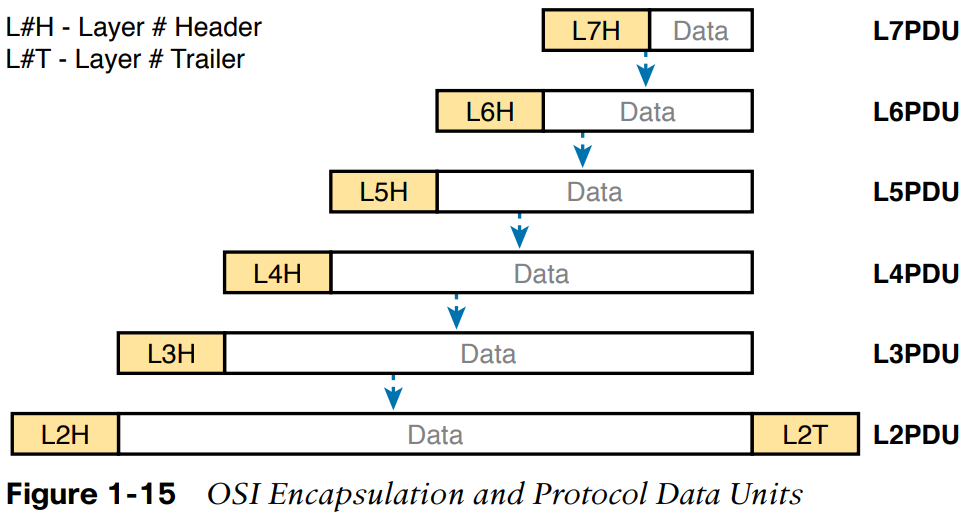 L#H - Layer # Header
L#T - Layer # Trailer
L7H Data L7PDU
L6H Data L6PDU
L5H Data L5PDU
L4H Data L4PDU
L3H Data L3PDU
L2H Data L2T L2PDU
Figure 1-15 OSI Encapsulation and Protocol Data Units